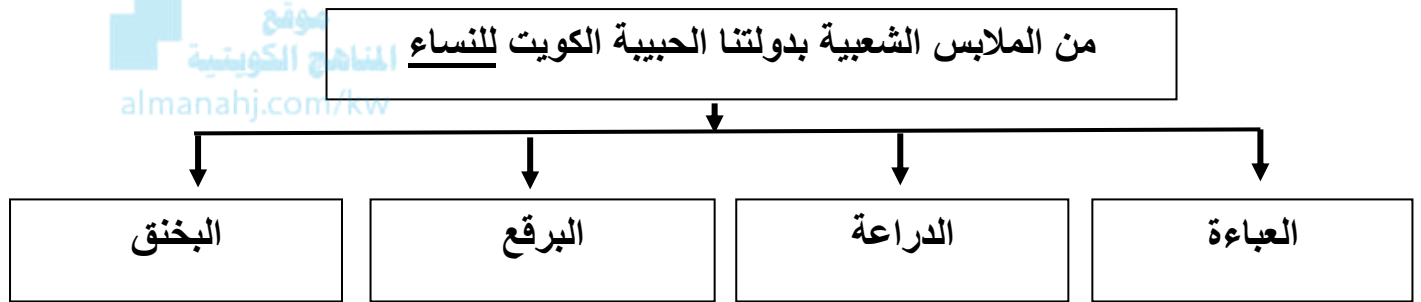 موقع
المناهج الكويتية
almanahj.com/kw
من الملابس الشعبية بدولتنا الحبيبة الكويت للنساء
العباءة
الدراعة
البرقع
البخنق